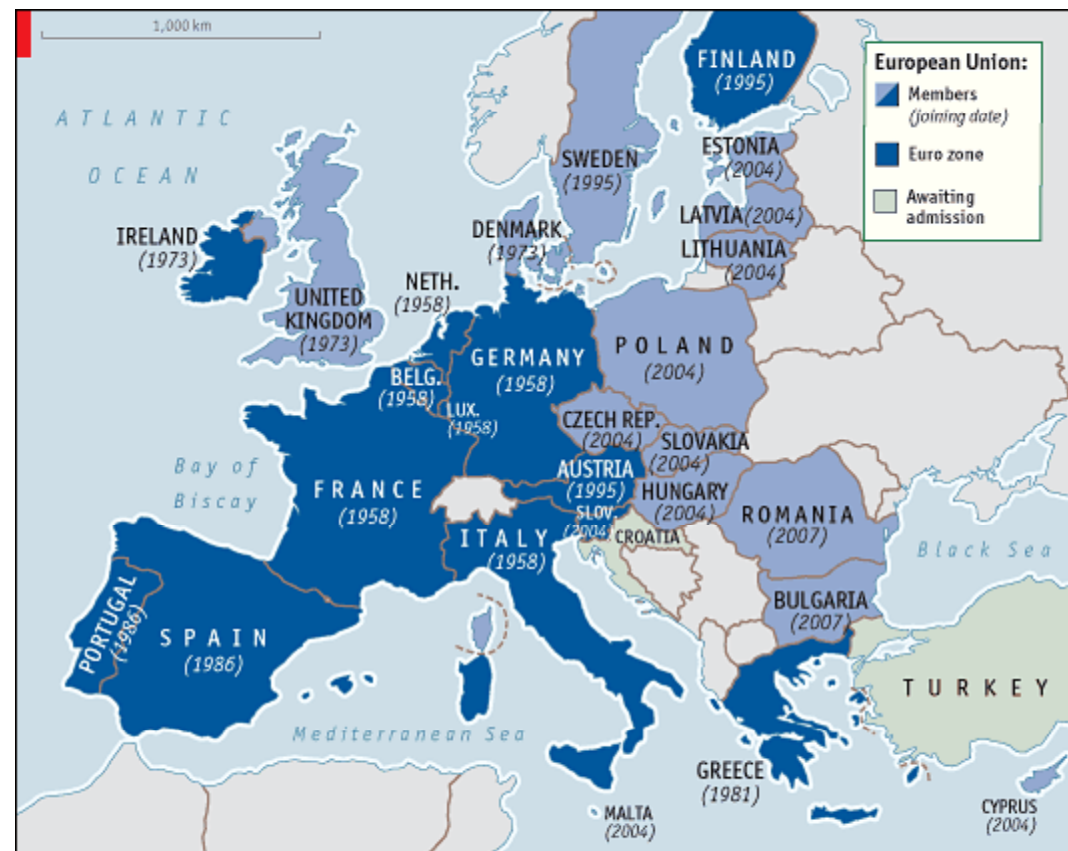 1,000 km
European Union:
Members
(joining date)
Euro zone
Awaiting
admission
ATLANTIC
OCEAN
FINLAND
(1995)
SWEDEN
(1995)
ESTONIA
(2004)
LATVIA (2004)
LITHUANIA
(2004)
IRELAND
(1973)
DENMARK
(1973)
UNITED
KINGDOM
(1973)
NETH.
(1958)
GERMANY
(1958)
POLAND
(2004)
BELG.
(1958)
LUX.
(1958)
CZECH REP.
(2004)
SLOVAKIA
(2004)
Bay of
Biscay
FRANCE
(1958)
AUSTRIA
(1995)
HUNGARY
(2004)
SLOV.
(2004)
CROATIA
ROMANIA
(2007)
ITALY
(1958)
Black Sea
BULGARIA
(2007)
PORTUGAL
(1986)
SPAIN
(1986)
TURKEY
Mediterranean Sea
GREECE
(1981)
MALTA
(2004)
CYPRUS
(2004)